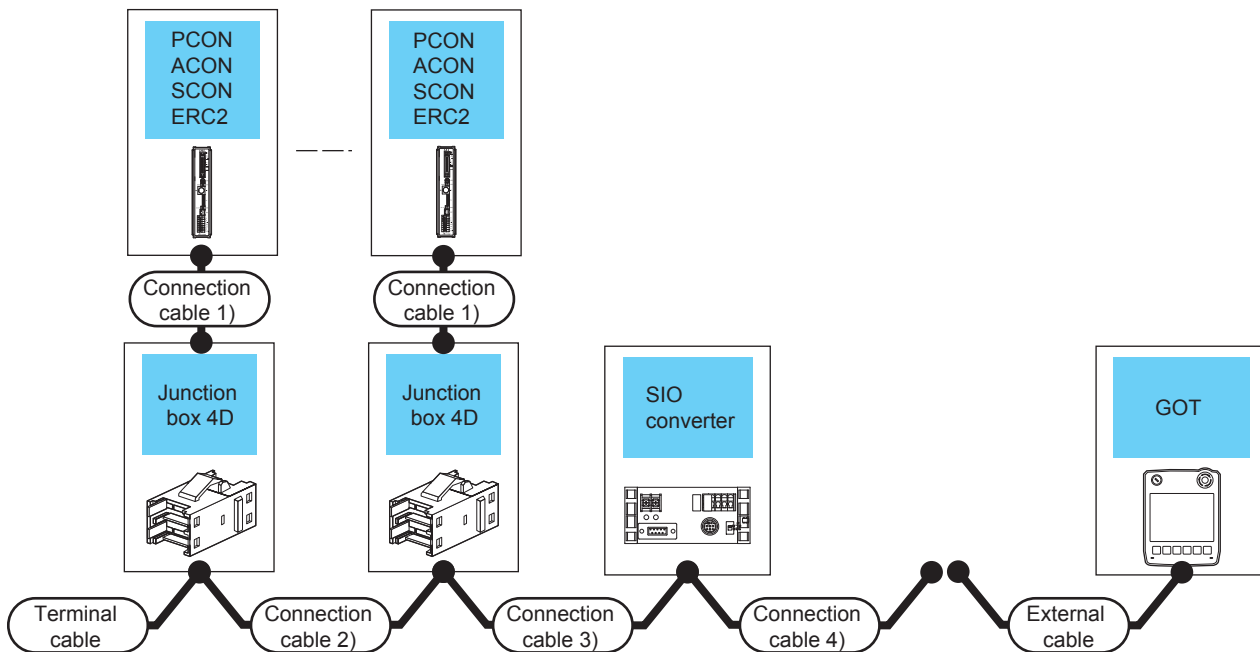 PCON
ACON
SCON
ERC2
PCON
ACON
SCON
ERC2
Connection
cable 1)
Connection
cable 1)
Junction
box 4D
Junction
box 4D
SIO
converter
GOT
Terminal
cable
Connection
cable 2)
Connection
cable 3)
Connection
cable 4)
External
cable